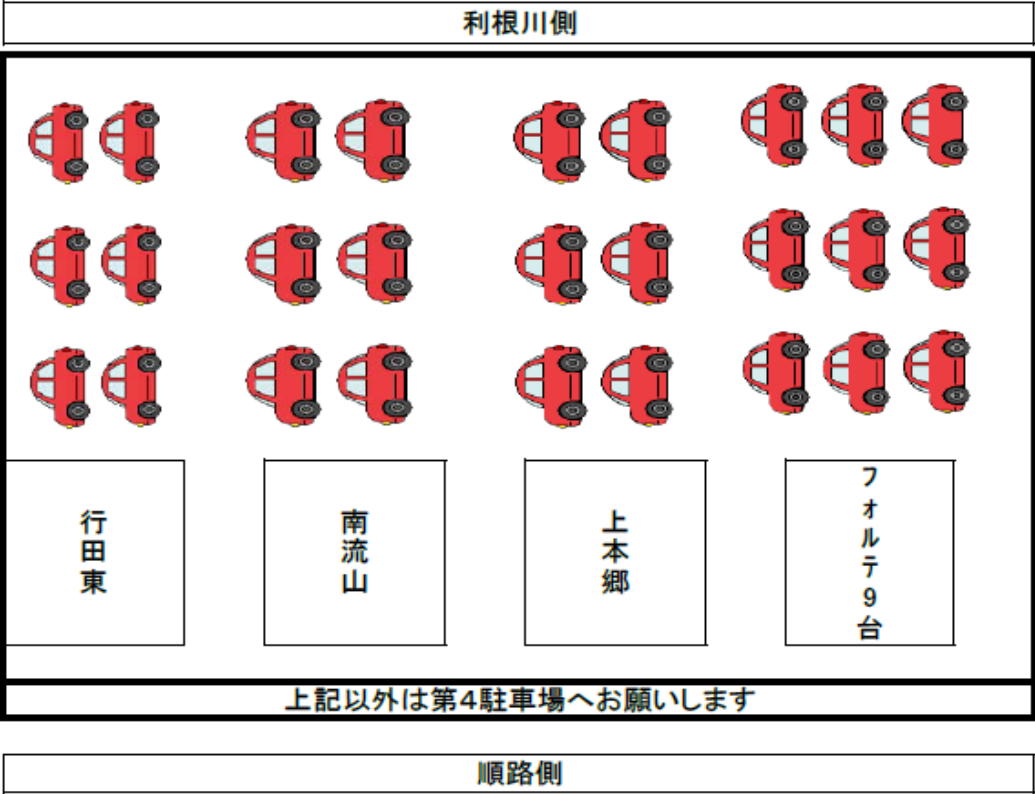 利根川側
行田東
南流山
上本郷
フォルテ9台
上記以外は第4駐車場へお願いします
順路側